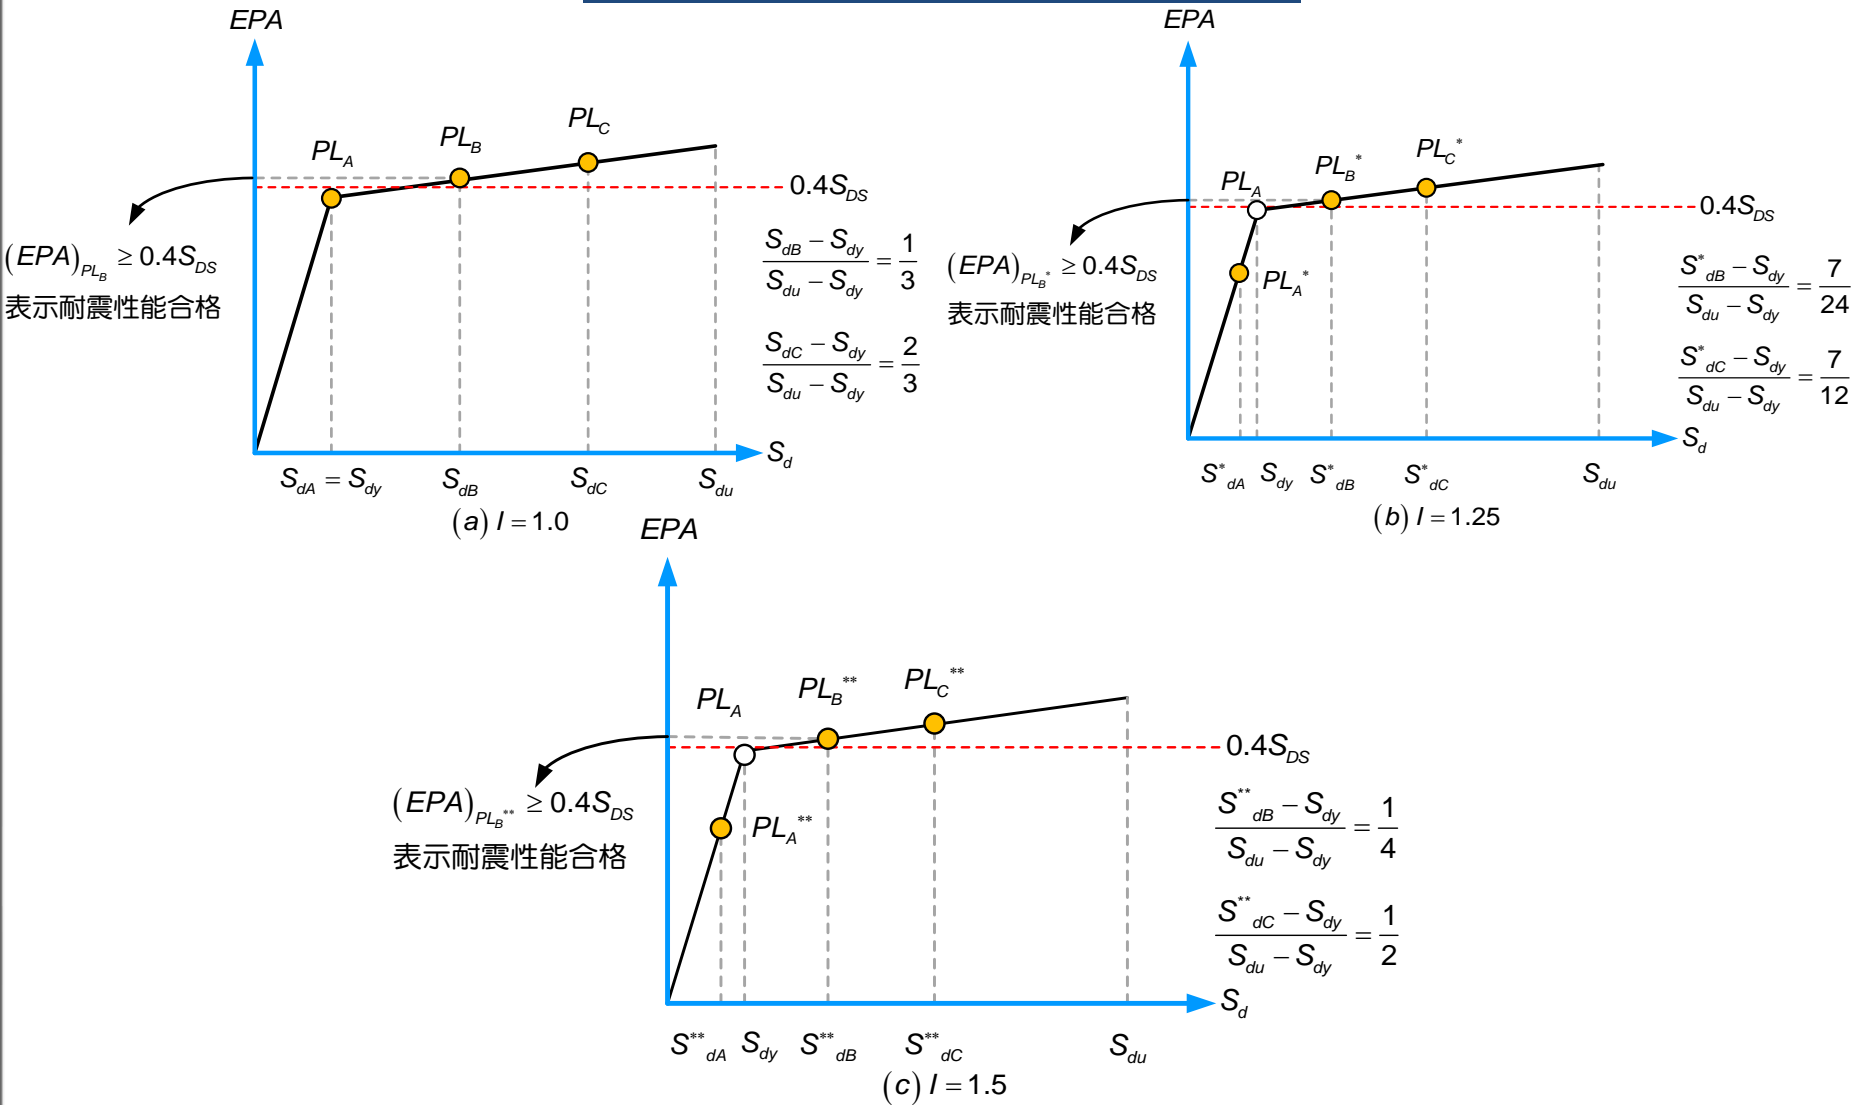 EPA
PL_A
PL_B
PL_C
0.4S_DS
(EPA)_PL_B ≥ 0.4S_DS
表示耐震性能合格
(S_dB − S_dy) / (S_du − S_dy) = 1/3
(S_dC − S_dy) / (S_du − S_dy) = 2/3
S_d
S_dA = S_dy
S_dB
S_dC
S_du
(a) I = 1.0
EPA
PL_A
PL_B*
PL_C*
0.4S_DS
(EPA)_PL_B* ≥ 0.4S_DS
表示耐震性能合格
PL_A*
(S*_dB − S_dy) / (S_du − S_dy) = 7/24
(S*_dC − S_dy) / (S_du − S_dy) = 7/12
S_d
S*_dA
S_dy
S*_dB
S*_dC
S_du
(b) I = 1.25
EPA
PL_A
PL_B**
PL_C**
0.4S_DS
(EPA)_PL_B** ≥ 0.4S_DS
表示耐震性能合格
PL_A**
(S**_dB − S_dy) / (S_du − S_dy) = 1/4
(S**_dC − S_dy) / (S_du − S_dy) = 1/2
S_d
S**_dA
S_dy
S**_dB
S**_dC
S_du
(c) I = 1.5